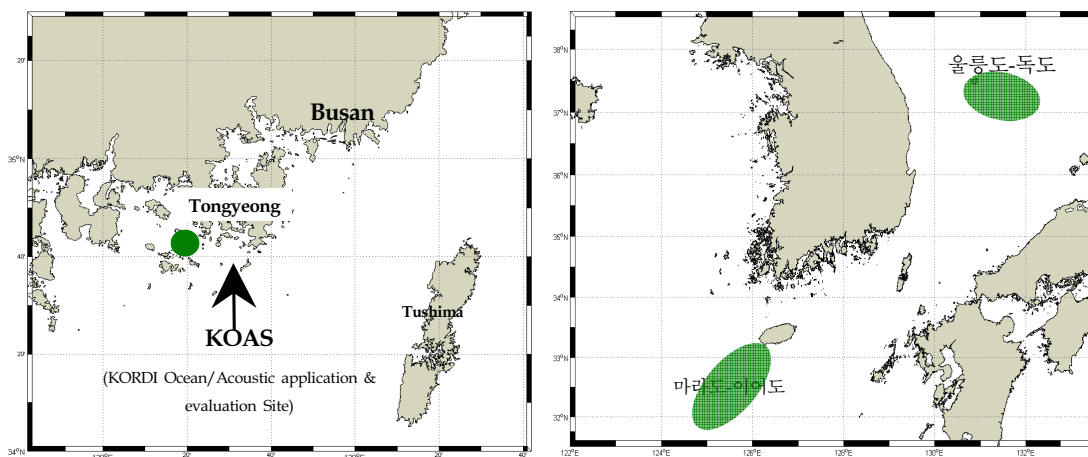 Busan
Tongyeong
Tushima
KOAS
(KORDI Ocean/Acoustic application &
evaluation Site)
20'
35°N
40'
20'
34°N
20'
40'
20'
40'
울릉도-독도
마라도-이어도
38°N
37°N
36°N
35°N
34°N
33°N
32°N
122°E
124°E
126°E
128°E
130°E
132°E